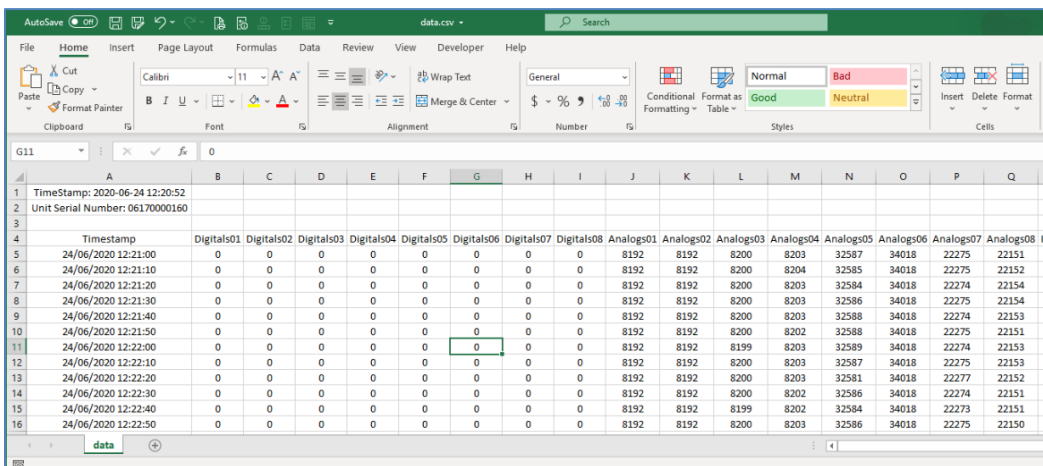 AutoSave Off data.csv Search
File Home Insert Page Layout Formulas Data Review View Developer Help
Cut Calibri 11 A A Wrap Text General Normal Bad
Paste Copy Format Painter B I U A Merge & Center $ % 9 Conditional Formatting Format as Table Good Neutral Insert Delete Format
Clipboard Font Alignment Number Styles Cells
G11 fx 0
A B C D E F G H I J K L M N O P Q
1 TimeStamp: 2020-06-24 12:20:52
2 Unit Serial Number: 06170000160
3
4 Timestamp Digitals01 Digitals02 Digitals03 Digitals04 Digitals05 Digitals06 Digitals07 Digitals08 Analogs01 Analogs02 Analogs03 Analogs04 Analogs05 Analogs06 Analogs07 Analogs08
5 24/06/2020 12:21:00 0 0 0 0 0 0 0 0 8192 8192 8200 8203 32587 34018 22275 22151
6 24/06/2020 12:21:10 0 0 0 0 0 0 0 0 8192 8192 8200 8204 32585 34018 22275 22152
7 24/06/2020 12:21:20 0 0 0 0 0 0 0 0 8192 8192 8200 8203 32584 34018 22274 22154
8 24/06/2020 12:21:30 0 0 0 0 0 0 0 0 8192 8192 8200 8203 32586 34018 22275 22154
9 24/06/2020 12:21:40 0 0 0 0 0 0 0 0 8192 8192 8200 8203 32588 34018 22274 22153
10 24/06/2020 12:21:50 0 0 0 0 0 0 0 0 8192 8192 8200 8202 32588 34018 22275 22151
11 24/06/2020 12:22:00 0 0 0 0 0 0 0 0 8192 8192 8199 8203 32589 34018 22274 22153
12 24/06/2020 12:22:10 0 0 0 0 0 0 0 0 8192 8192 8200 8203 32587 34018 22275 22153
13 24/06/2020 12:22:20 0 0 0 0 0 0 0 0 8192 8192 8200 8203 32581 34018 22277 22152
14 24/06/2020 12:22:30 0 0 0 0 0 0 0 0 8192 8192 8200 8202 32586 34018 22274 22151
15 24/06/2020 12:22:40 0 0 0 0 0 0 0 0 8192 8192 8199 8202 32584 34018 22273 22151
16 24/06/2020 12:22:50 0 0 0 0 0 0 0 0 8192 8192 8200 8203 32586 34018 22275 22150
data